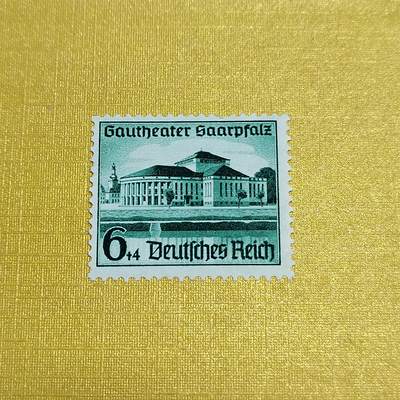 Gautheater Saarpfalz
6+4 Deutsches Reich